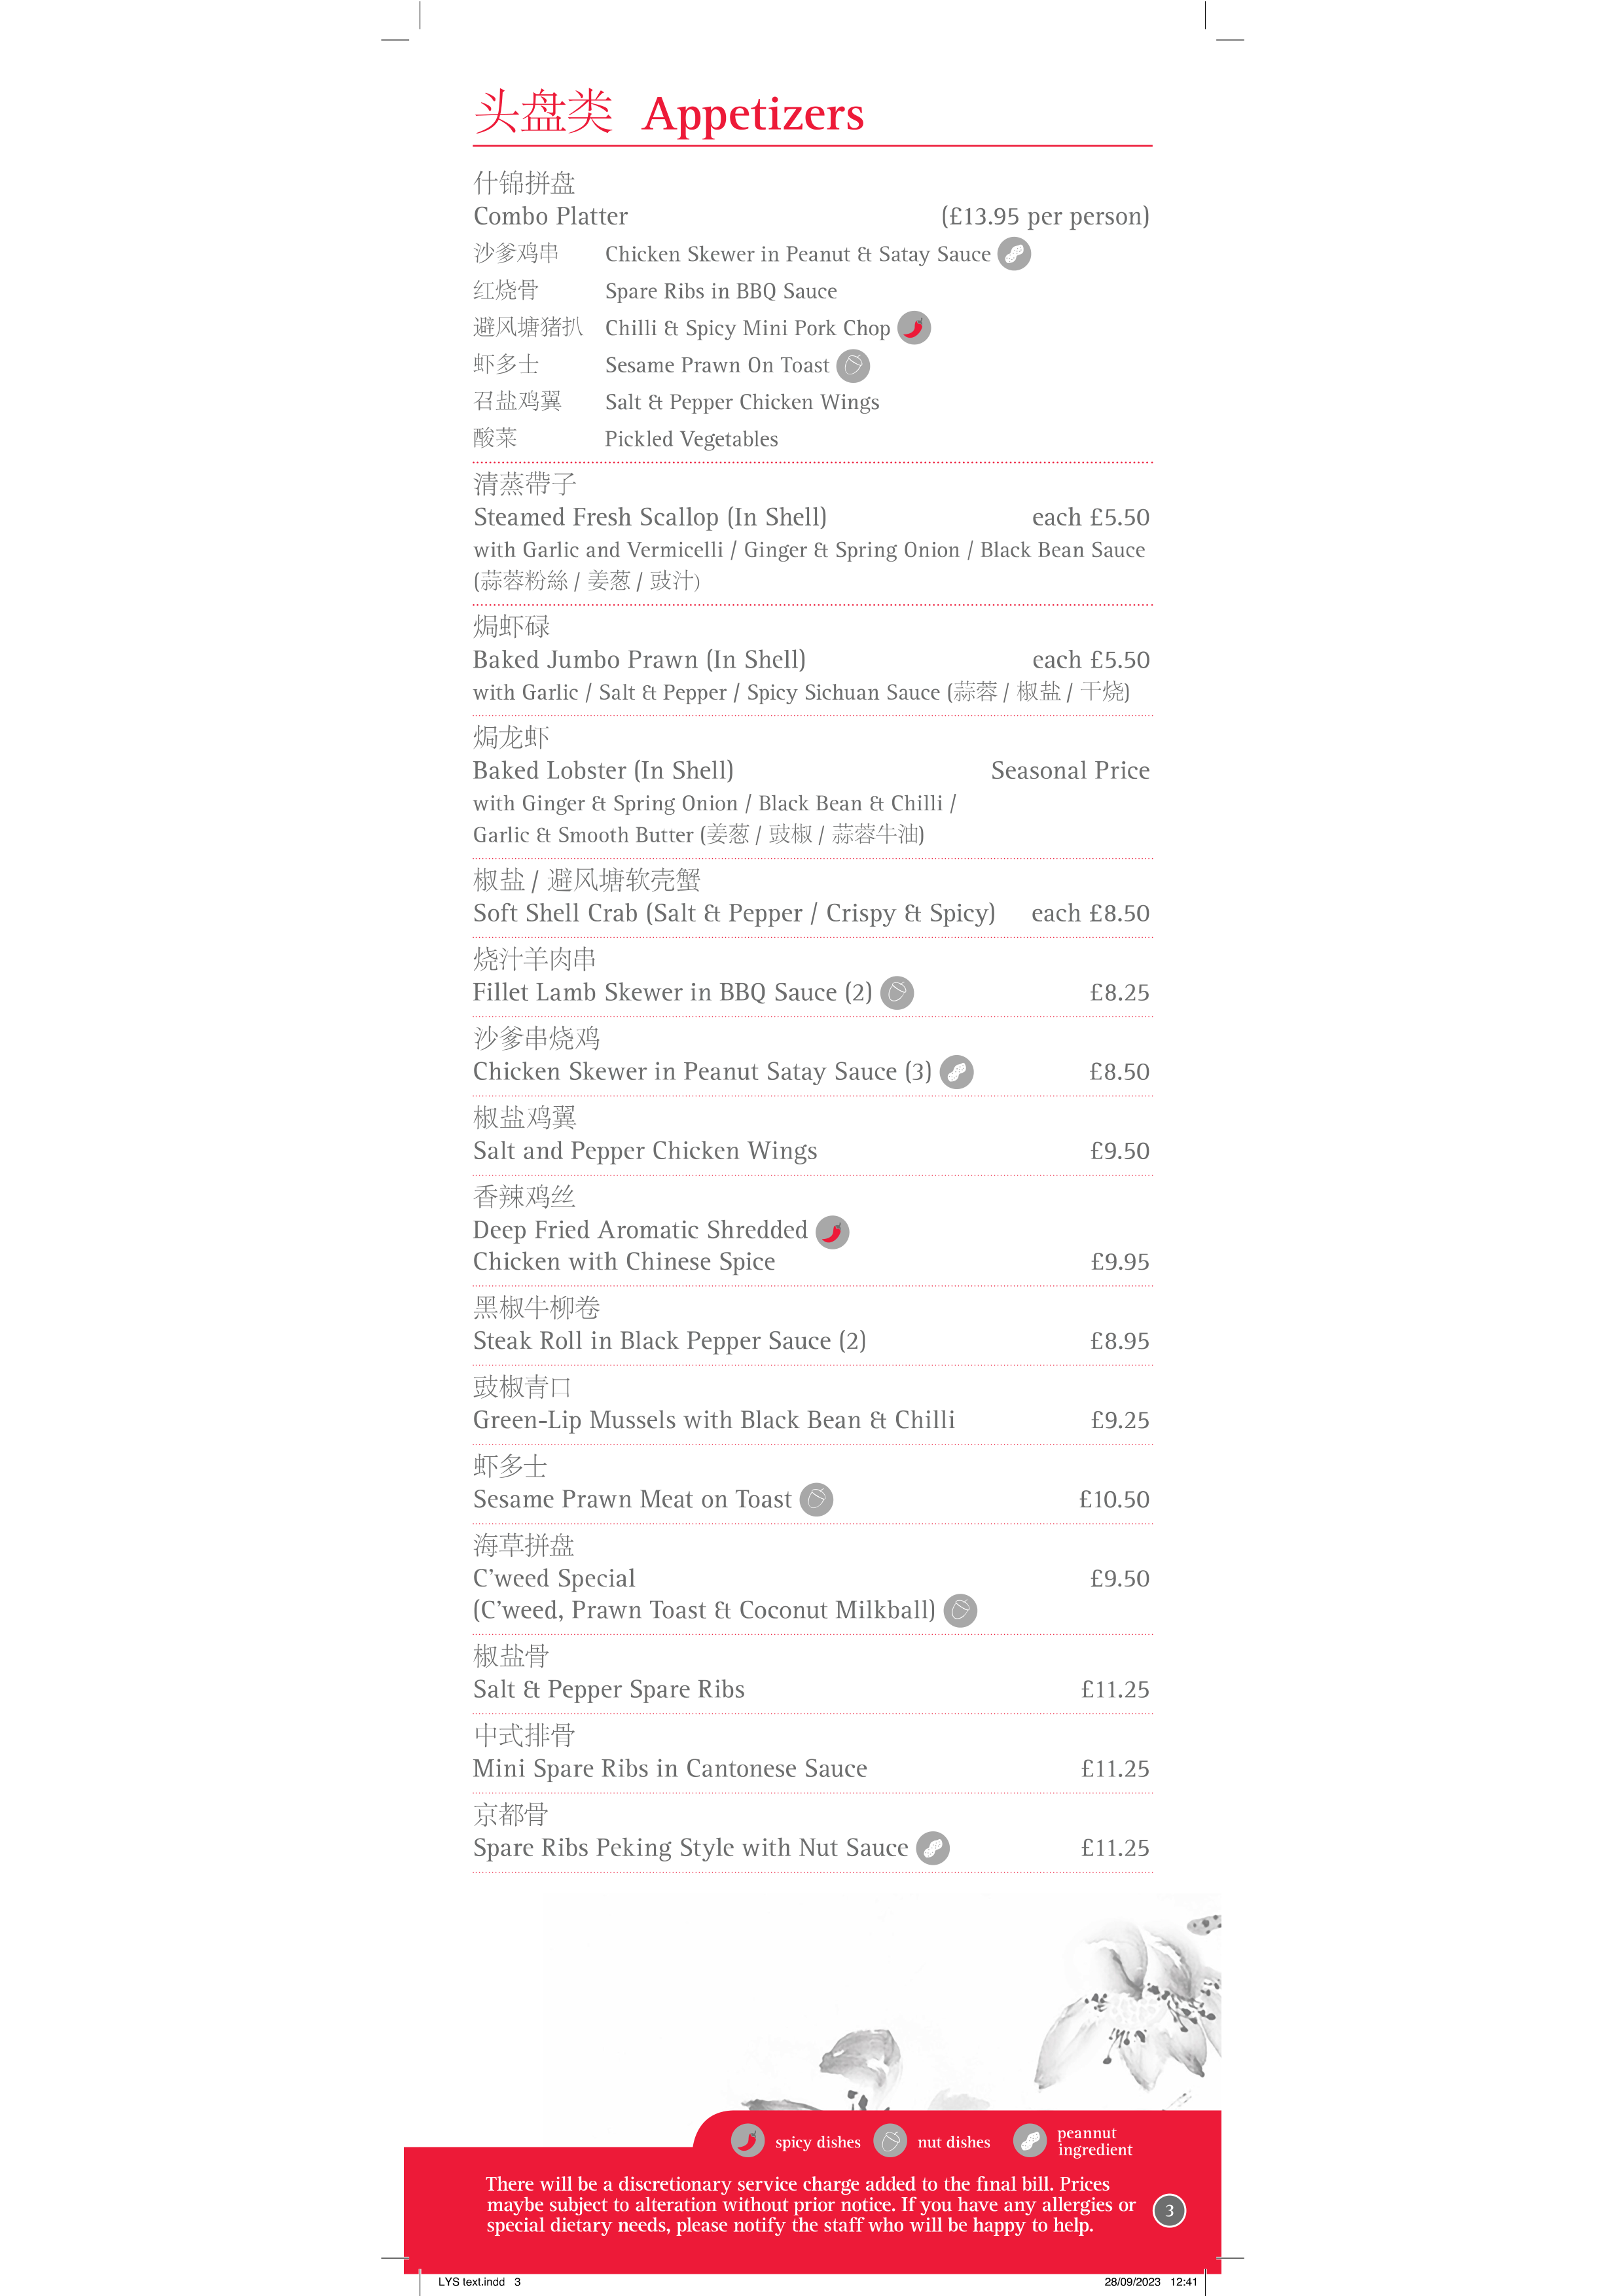 头盘类 Appetizers
什锦拼盘
Combo Platter (£13.95 per person)
沙爹鸡串 Chicken Skewer in Peanut & Satay Sauce
红烧骨 Spare Ribs in BBQ Sauce
避风塘猪扒 Chilli & Spicy Mini Pork Chop
虾多士 Sesame Prawn On Toast
召盐鸡翼 Salt & Pepper Chicken Wings
酸菜 Pickled Vegetables
清蒸帶子
Steamed Fresh Scallop (In Shell) each £5.50
with Garlic and Vermicelli / Ginger & Spring Onion / Black Bean Sauce
(蒜蓉粉絲 / 姜葱 / 豉汁)
焗虾碌
Baked Jumbo Prawn (In Shell) each £5.50
with Garlic / Salt & Pepper / Spicy Sichuan Sauce (蒜蓉 / 椒盐 / 干烧)
焗龙虾
Baked Lobster (In Shell) Seasonal Price
with Ginger & Spring Onion / Black Bean & Chilli /
Garlic & Smooth Butter (姜葱 / 豉椒 / 蒜蓉牛油)
椒盐 / 避风塘软壳蟹
Soft Shell Crab (Salt & Pepper / Crispy & Spicy) each £8.50
烧汁羊肉串
Fillet Lamb Skewer in BBQ Sauce (2) £8.25
沙爹串烧鸡
Chicken Skewer in Peanut Satay Sauce (3) £8.50
椒盐鸡翼
Salt and Pepper Chicken Wings £9.50
香辣鸡丝
Deep Fried Aromatic Shredded
Chicken with Chinese Spice £9.95
黑椒牛柳卷
Steak Roll in Black Pepper Sauce (2) £8.95
豉椒青口
Green-Lip Mussels with Black Bean & Chilli £9.25
虾多士
Sesame Prawn Meat on Toast £10.50
海草拼盘
C'weed Special £9.50
(C'weed, Prawn Toast & Coconut Milkball)
椒盐骨
Salt & Pepper Spare Ribs £11.25
中式排骨
Mini Spare Ribs in Cantonese Sauce £11.25
京都骨
Spare Ribs Peking Style with Nut Sauce £11.25
spicy dishes nut dishes peannut
ingredient
There will be a discretionary service charge added to the final bill. Prices
maybe subject to alteration without prior notice. If you have any allergies or
special dietary needs, please notify the staff who will be happy to help.
3
LYS text.indd 3 28/09/2023 12:41